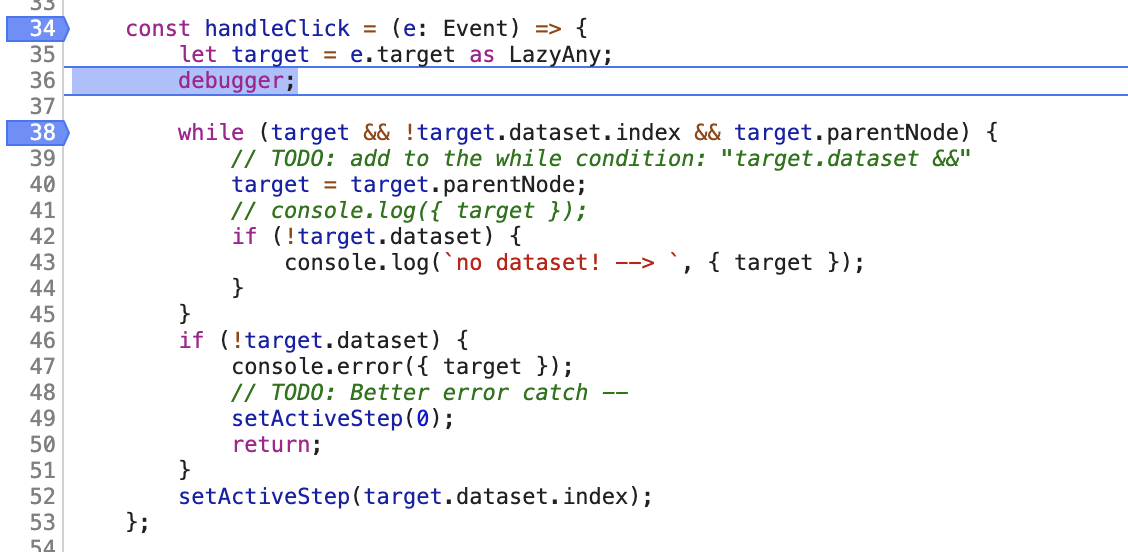 33
34 const handleClick = (e: Event) => {
35 let target = e.target as LazyAny;
36 debugger;
37
38 while (target && !target.dataset.index && target.parentNode) {
39 // TODO: add to the while condition: "target.dataset &&"
40 target = target.parentNode;
41 // console.log({ target });
42 if (!target.dataset) {
43 console.log(`no dataset! --> `, { target });
44 }
45 }
46 if (!target.dataset) {
47 console.error({ target });
48 // TODO: Better error catch --
49 setActiveStep(0);
50 return;
51 }
52 setActiveStep(target.dataset.index);
53 };
54